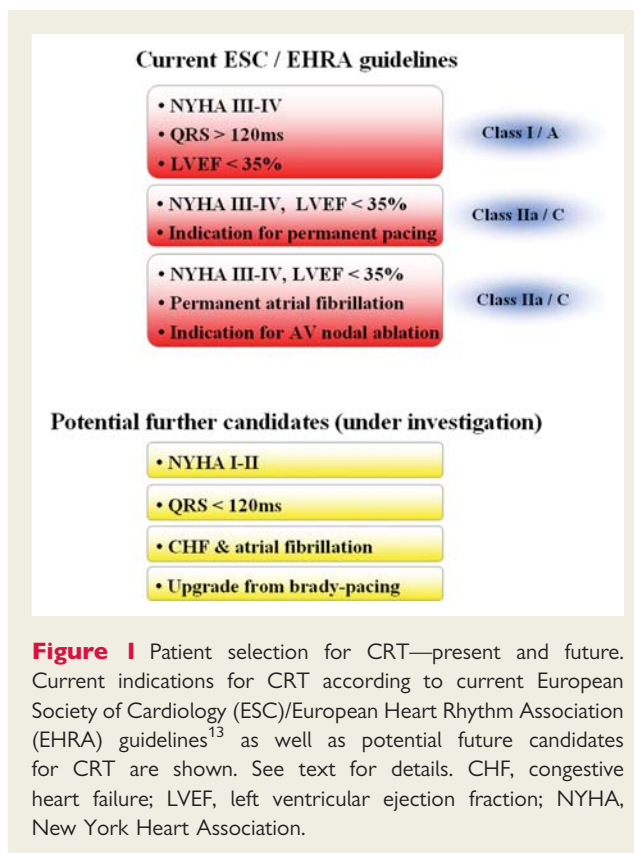 Current ESC / EHRA guidelines
• NYHA III-IV
• QRS > 120ms
• LVEF < 35%
Class I / A
• NYHA III-IV, LVEF < 35%
• Indication for permanent pacing
Class IIa / C
• NYHA III-IV, LVEF < 35%
• Permanent atrial fibrillation
• Indication for AV nodal ablation
Class IIa / C
Potential further candidates (under investigation)
• NYHA I-II
• QRS < 120ms
• CHF & atrial fibrillation
• Upgrade from brady-pacing
Figure 1 Patient selection for CRT—present and future.
Current indications for CRT according to current European
Society of Cardiology (ESC)/European Heart Rhythm Association
(EHRA) guidelines¹³ as well as potential future candidates
for CRT are shown. See text for details. CHF, congestive
heart failure; LVEF, left ventricular ejection fraction; NYHA,
New York Heart Association.